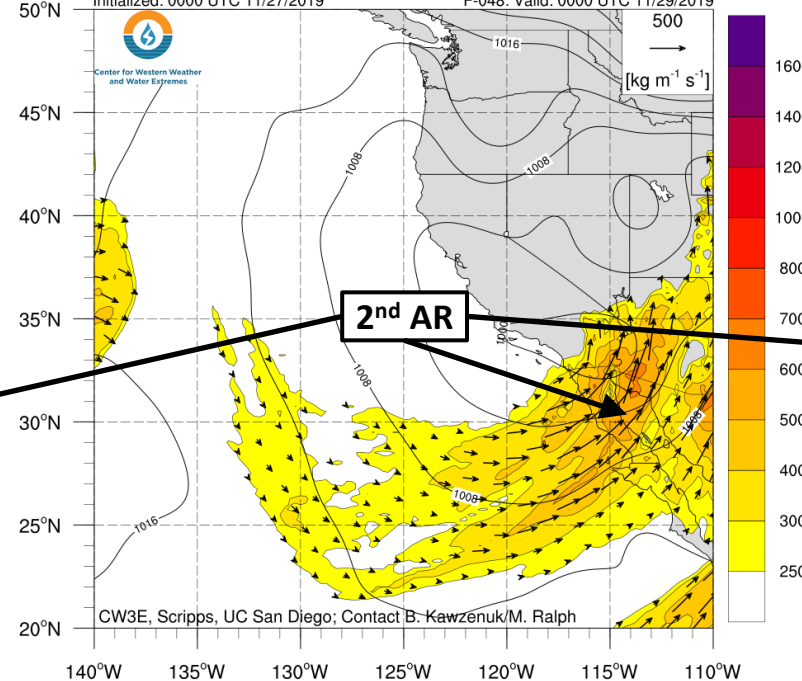 Initialized: 0000 UTC 11/27/2019
F-048: Valid: 0000 UTC 11/29/2019
500
[kg m⁻¹ s⁻¹]
Center for Western Weather
and Water Extremes
50°N
45°N
40°N
35°N
30°N
25°N
20°N
1016
1008
1008
1000
1008
1008
1008
1016
2nd AR
CW3E, Scripps, UC San Diego; Contact B. Kawzenuk/M. Ralph
140°W
135°W
130°W
125°W
120°W
115°W
110°W
800
700
600
500
400
300
250